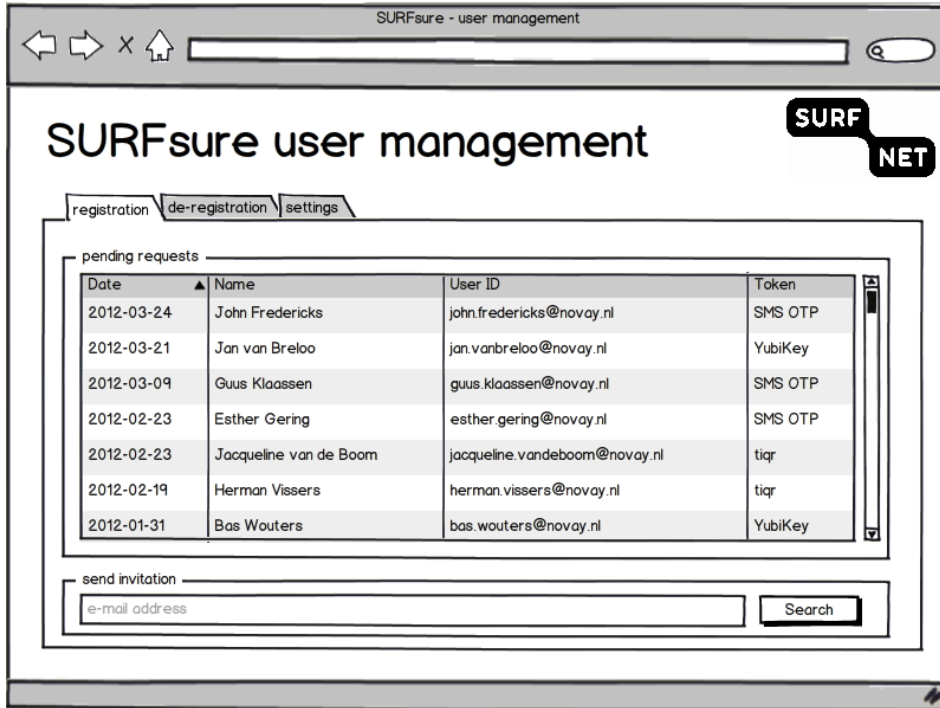 SURFsure - user management
SURFsure user management
SURF
NET
registration de-registration settings
pending requests
Date Name User ID Token
2012-03-24 John Fredericks john.fredericks@novay.nl SMS OTP
2012-03-21 Jan van Breloo jan.vanbreloo@novay.nl YubiKey
2012-03-09 Guus Klaassen guus.klaassen@novay.nl SMS OTP
2012-02-23 Esther Gering esther.gering@novay.nl SMS OTP
2012-02-23 Jacqueline van de Boom jacqueline.vandeboom@novay.nl tiqr
2012-02-19 Herman Vissers herman.vissers@novay.nl tiqr
2012-01-31 Bas Wouters bas.wouters@novay.nl YubiKey
send invitation
e-mail address Search